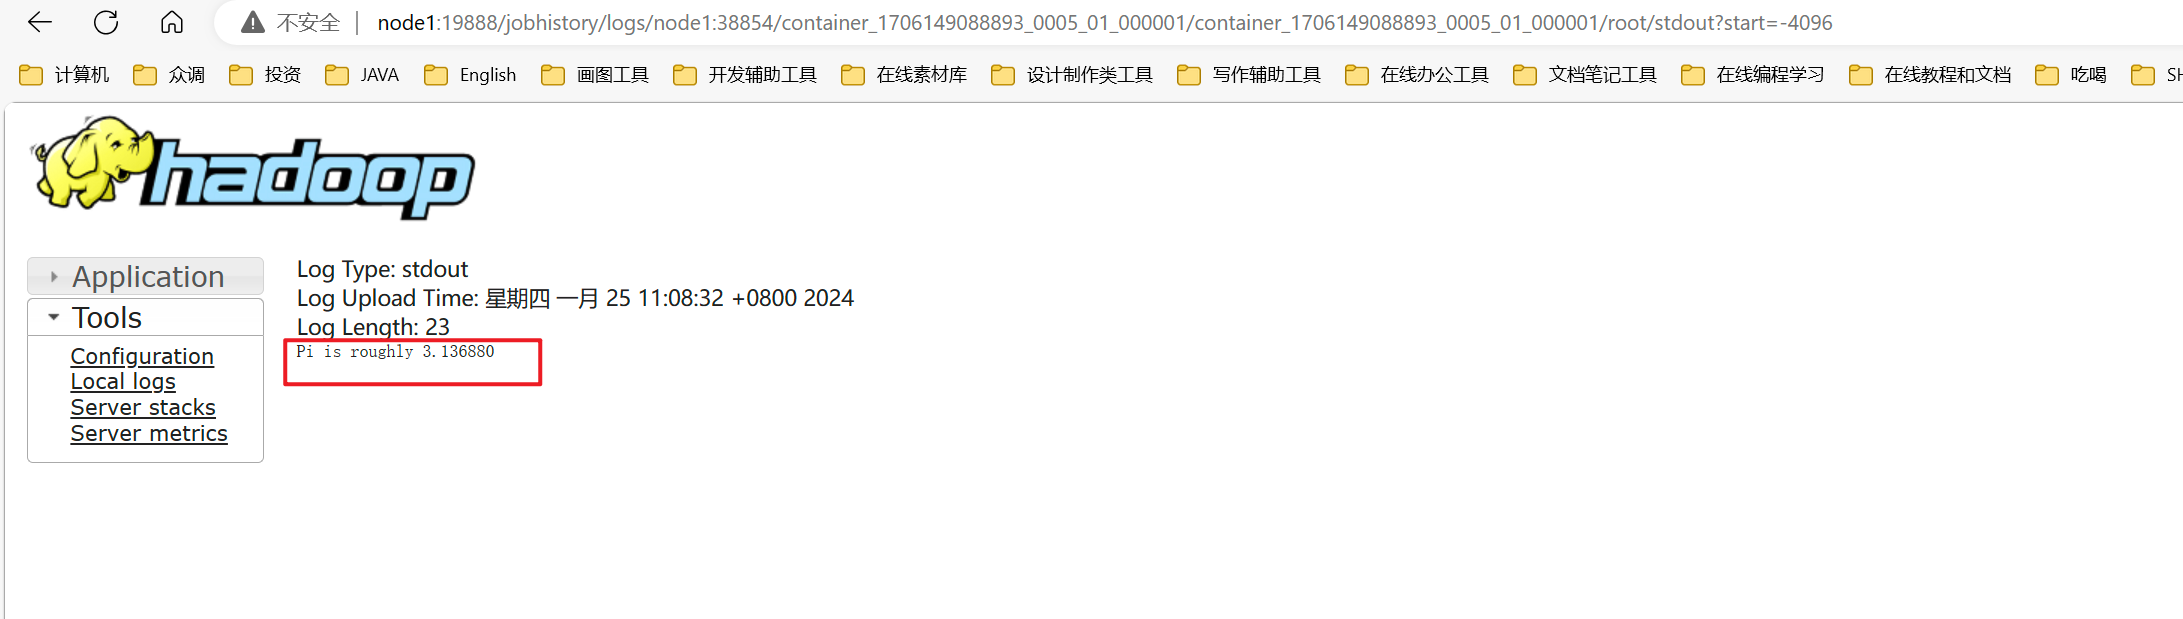 不安全 node1:19888/jobhistory/logs/node1:38854/container_1706149088893_0005_01_000001/container_1706149088893_0005_01_000001/root/stdout?start=-4096
计算机 众调 投资 JAVA English 画图工具 开发辅助工具 在线素材库 设计制作类工具 写作辅助工具 在线办公工具 文档笔记工具 在线编程学习 在线教程和文档 吃喝
hadoop
Application
Tools
Configuration
Local logs
Server stacks
Server metrics
Log Type: stdout
Log Upload Time: 星期四 一月 25 11:08:32 +0800 2024
Log Length: 23
Pi is roughly 3.136880